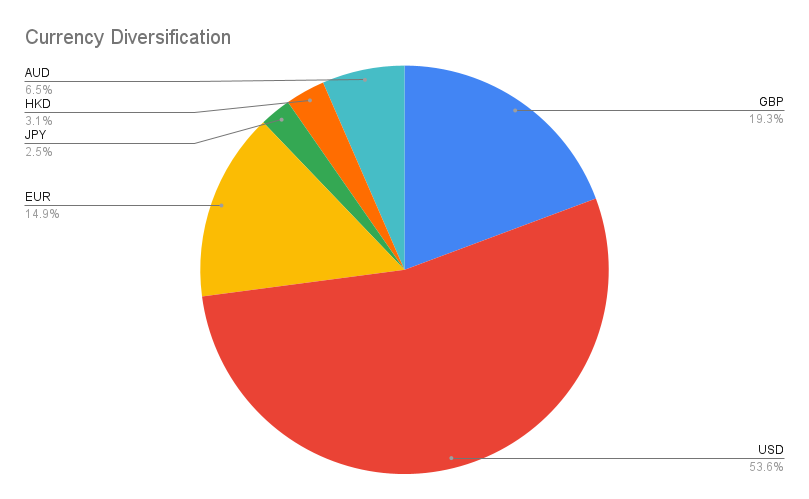 Currency Diversification
AUD
6.5%
HKD
3.1%
JPY
2.5%
EUR
14.9%
GBP
19.3%
USD
53.6%